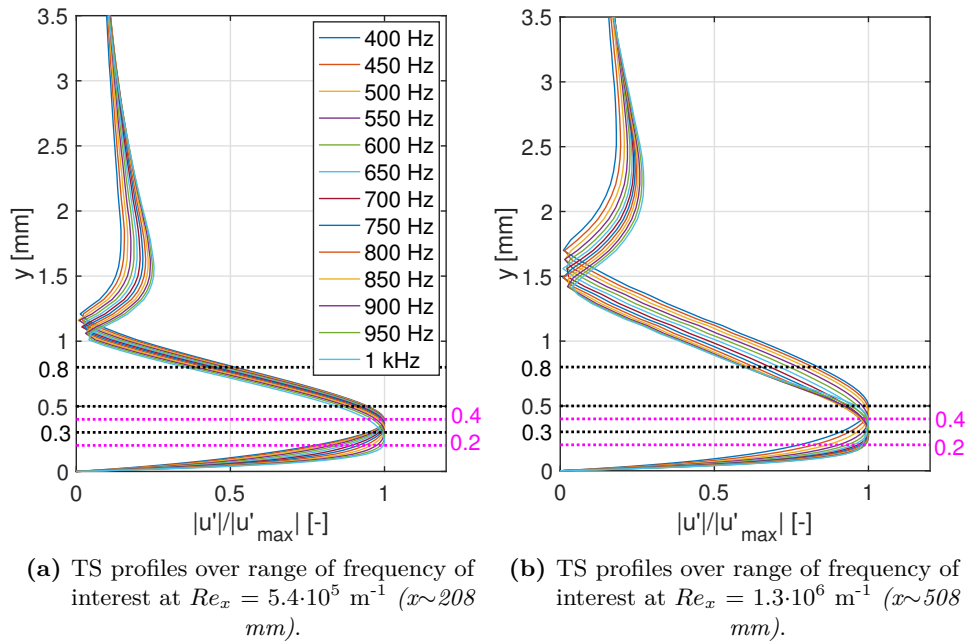 3.5
3
2.5
2
1.5
1
0.8
0.5
0.3
0
y [mm]
0
0.5
1
|u'|/|u'max| [-]
0.4
0.2
400 Hz
450 Hz
500 Hz
550 Hz
600 Hz
650 Hz
700 Hz
750 Hz
800 Hz
850 Hz
900 Hz
950 Hz
1 kHz
(a) TS profiles over range of frequency of
interest at Reₓ = 5.4·10⁵ m⁻¹ (x~208
mm).
3.5
3
2.5
2
1.5
1
0.8
0.5
0.3
0
y [mm]
0
0.5
1
|u'|/|u'max| [-]
0.4
0.2
(b) TS profiles over range of frequency of
interest at Reₓ = 1.3·10⁶ m⁻¹ (x~508
mm).